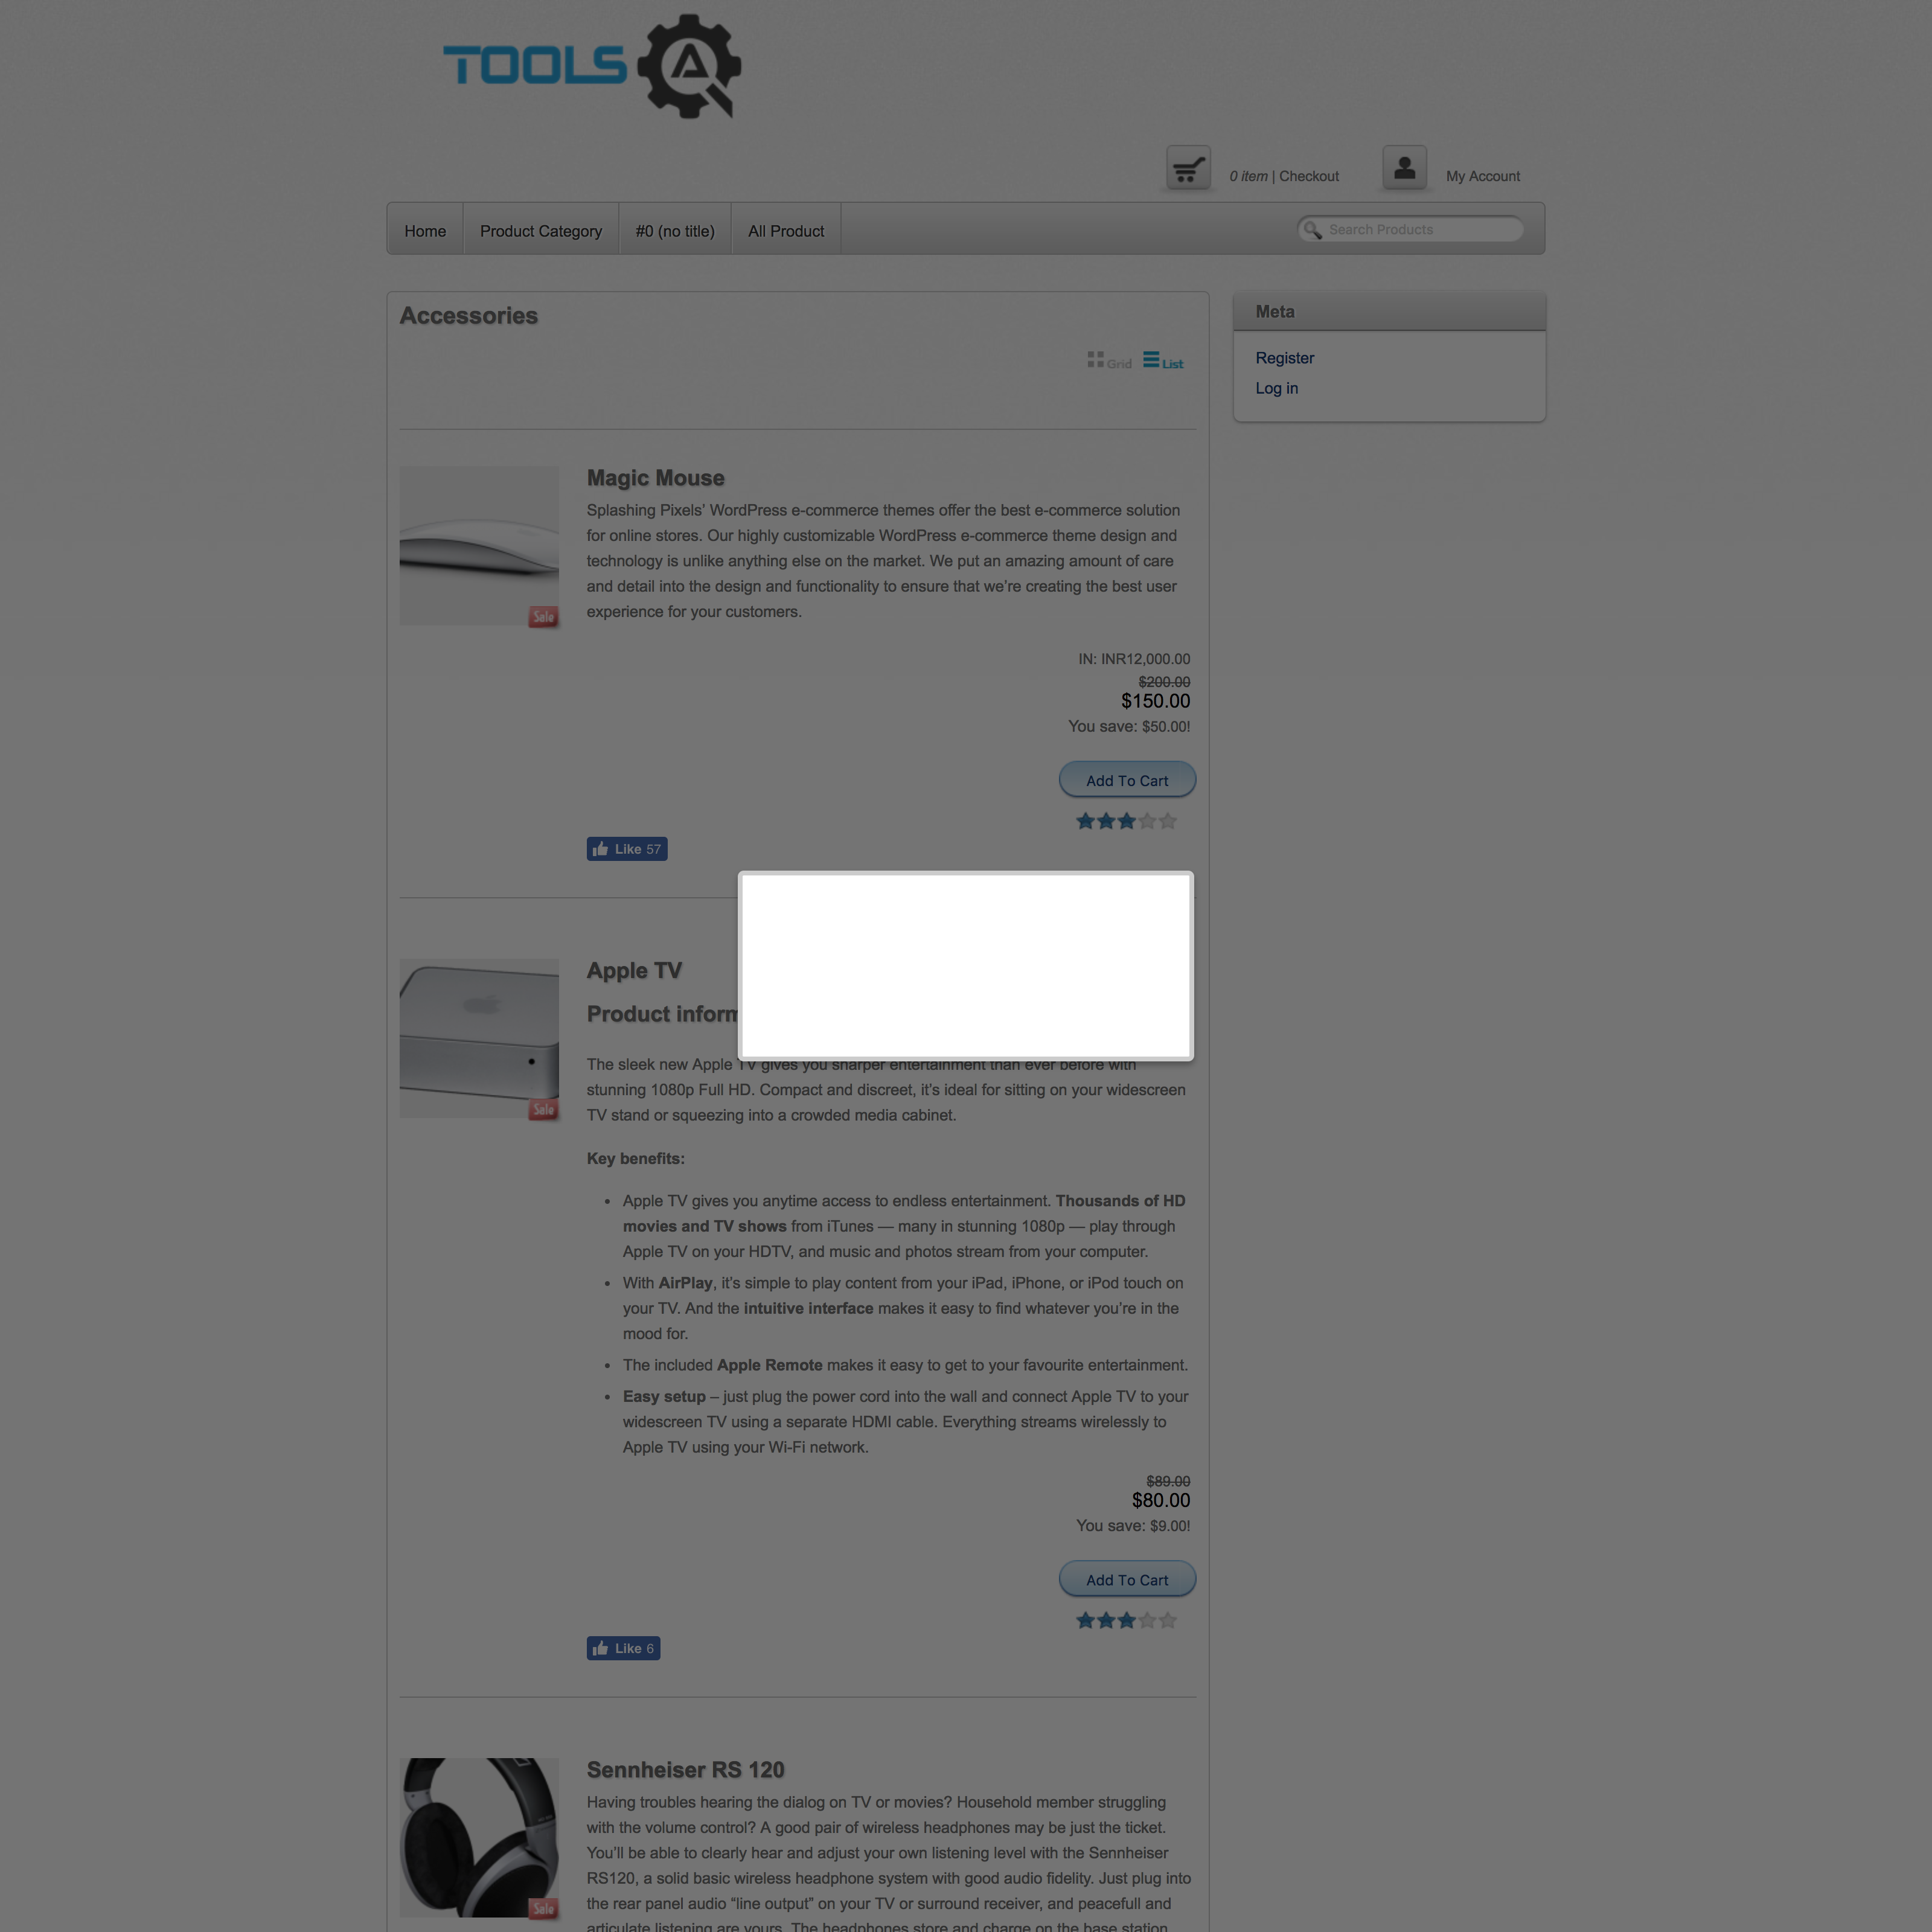 TOOLS QA
0 item | Checkout
My Account
Home
Product Category
#0 (no title)
All Product
Search Products
Accessories
Grid
List
Meta
Register
Log in
Magic Mouse
Splashing Pixels’ WordPress e-commerce themes offer the best e-commerce solution
for online stores. Our highly customizable WordPress e-commerce theme design and
technology is unlike anything else on the market. We put an amazing amount of care
and detail into the design and functionality to ensure that we’re creating the best user
experience for your customers.
Sale
IN: INR12,000.00
$200.00
$150.00
You save: $50.00!
Add To Cart
Like 57
Apple TV
Product inform
The sleek new Apple TV gives you sharper entertainment than ever before with
stunning 1080p Full HD. Compact and discreet, it’s ideal for sitting on your widescreen
TV stand or squeezing into a crowded media cabinet.
Sale
Key benefits:
• Apple TV gives you anytime access to endless entertainment. Thousands of HD
movies and TV shows from iTunes — many in stunning 1080p — play through
Apple TV on your HDTV, and music and photos stream from your computer.
• With AirPlay, it’s simple to play content from your iPad, iPhone, or iPod touch on
your TV. And the intuitive interface makes it easy to find whatever you’re in the
mood for.
• The included Apple Remote makes it easy to get to your favourite entertainment.
• Easy setup – just plug the power cord into the wall and connect Apple TV to your
widescreen TV using a separate HDMI cable. Everything streams wirelessly to
Apple TV using your Wi-Fi network.
$89.00
$80.00
You save: $9.00!
Add To Cart
Like 6
Sennheiser RS 120
Having troubles hearing the dialog on TV or movies? Household member struggling
with the volume control? A good pair of wireless headphones may be just the ticket.
You’ll be able to clearly hear and adjust your own listening level with the Sennheiser
RS120, a solid basic wireless headphone system with good audio fidelity. Just plug into
the rear panel audio “line output” on your TV or surround receiver, and peacefull and
articulate listening are yours. The headphones store and charge on the base station
Sale